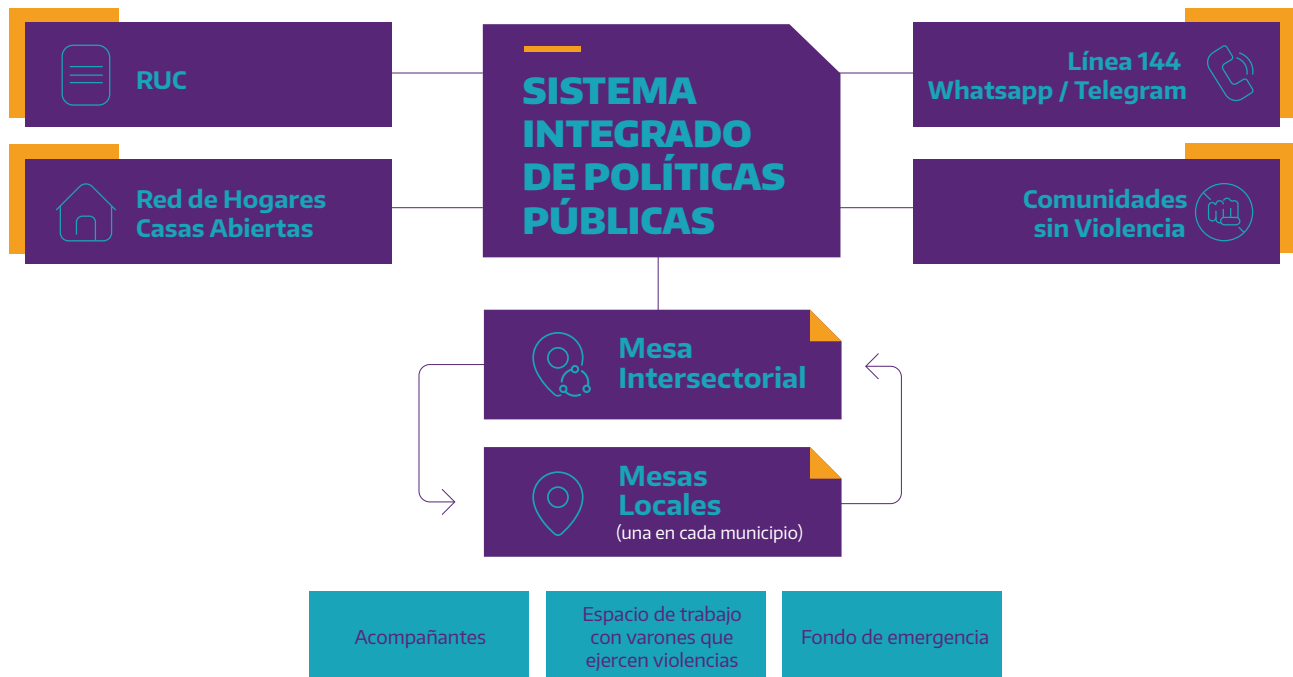 RUC
Red de Hogares
Casas Abiertas
SISTEMA
INTEGRADO
DE POLÍTICAS
PÚBLICAS
Línea 144
Whatsapp / Telegram
Comunidades
sin Violencia
Mesa
Intersectorial
Mesas
Locales
(una en cada municipio)
Acompañantes
Espacio de trabajo
con varones que
ejercen violencias
Fondo de emergencia